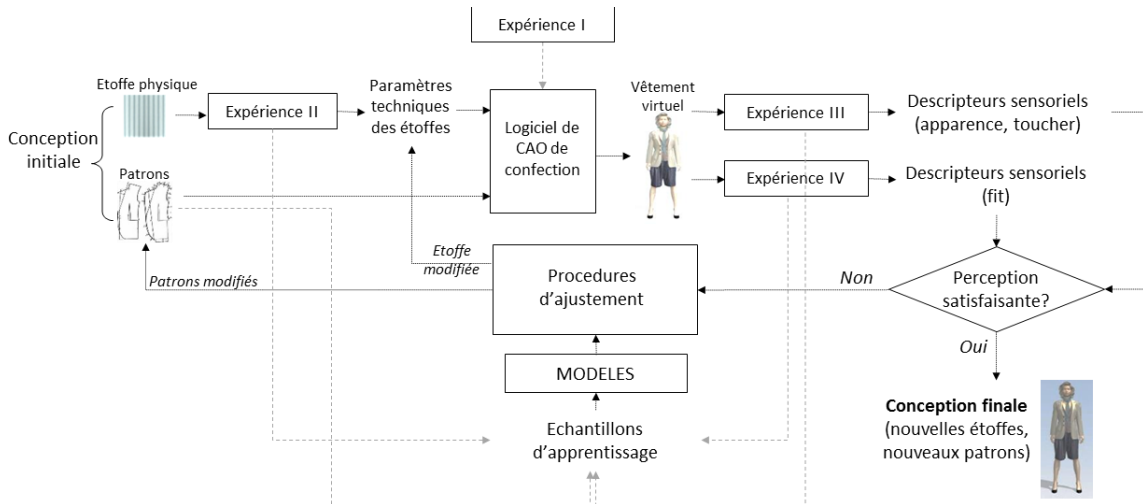 Expérience I
Etoffe physique
Expérience II
Paramètres
techniques
des étoffes
Logiciel de
CAO de
confection
Vêtement
virtuel
Expérience III
Descripteurs sensoriels
(apparence, toucher)
Conception
initiale
Patrons
Expérience IV
Descripteurs sensoriels
(fit)
Etoffe
modifiée
Patrons modifiés
Procedures
d'ajustement
Non
Perception
satisfaisante?
Oui
MODELES
Echantillons
d'apprentissage
Conception finale
(nouvelles étoffes,
nouveaux patrons)